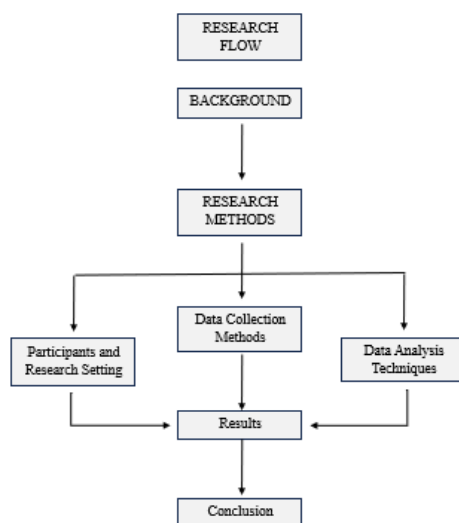 RESEARCH
FLOW
BACKGROUND
RESEARCH
METHODS
Data Collection
Methods
Participants and
Research Setting
Data Analysis
Techniques
Results
Conclusion